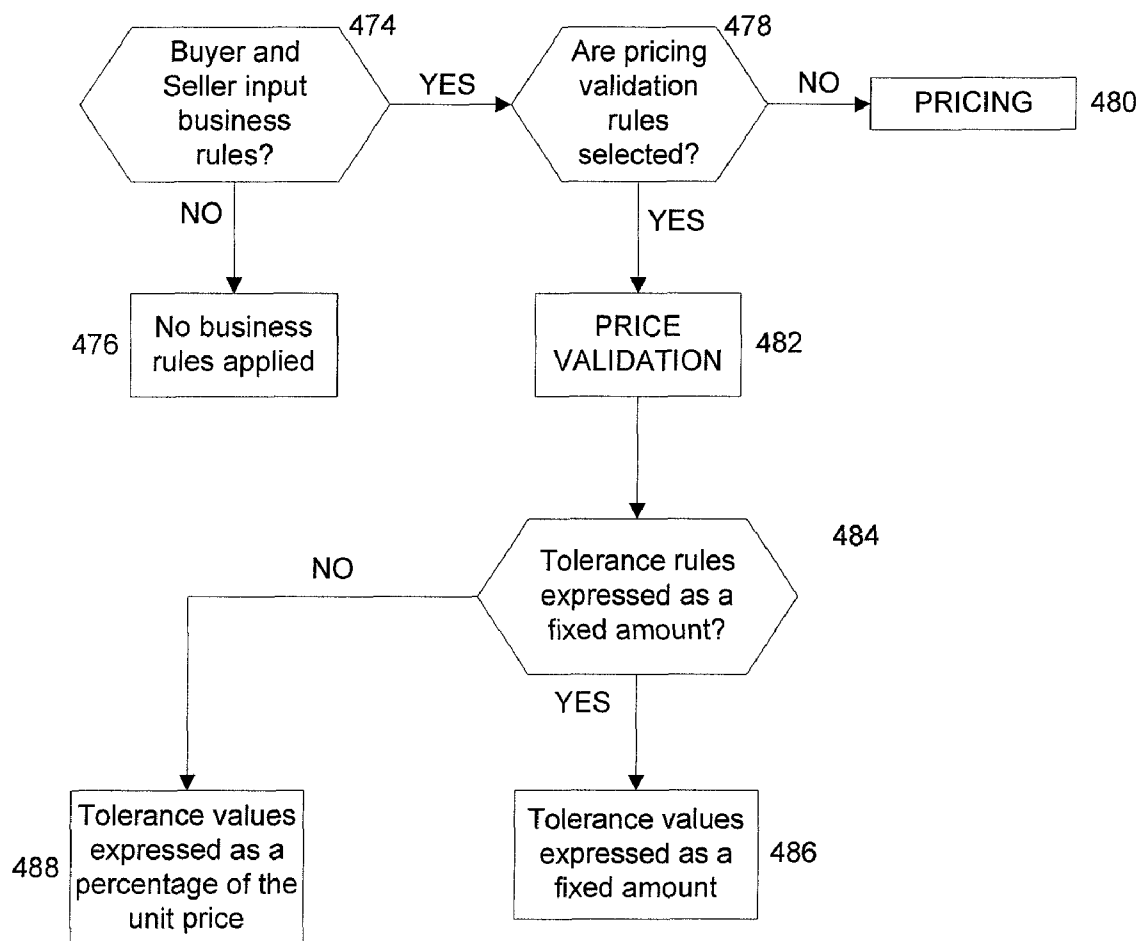 474
Buyer and
Seller input
business
rules?
YES
478
Are pricing
validation
rules
selected?
NO
PRICING
480
NO
YES
476
No business
rules applied
PRICE
VALIDATION
482
484
Tolerance rules
expressed as a
fixed amount?
NO
YES
488
Tolerance values
expressed as a
percentage of the
unit price
Tolerance values
expressed as a
fixed amount
486